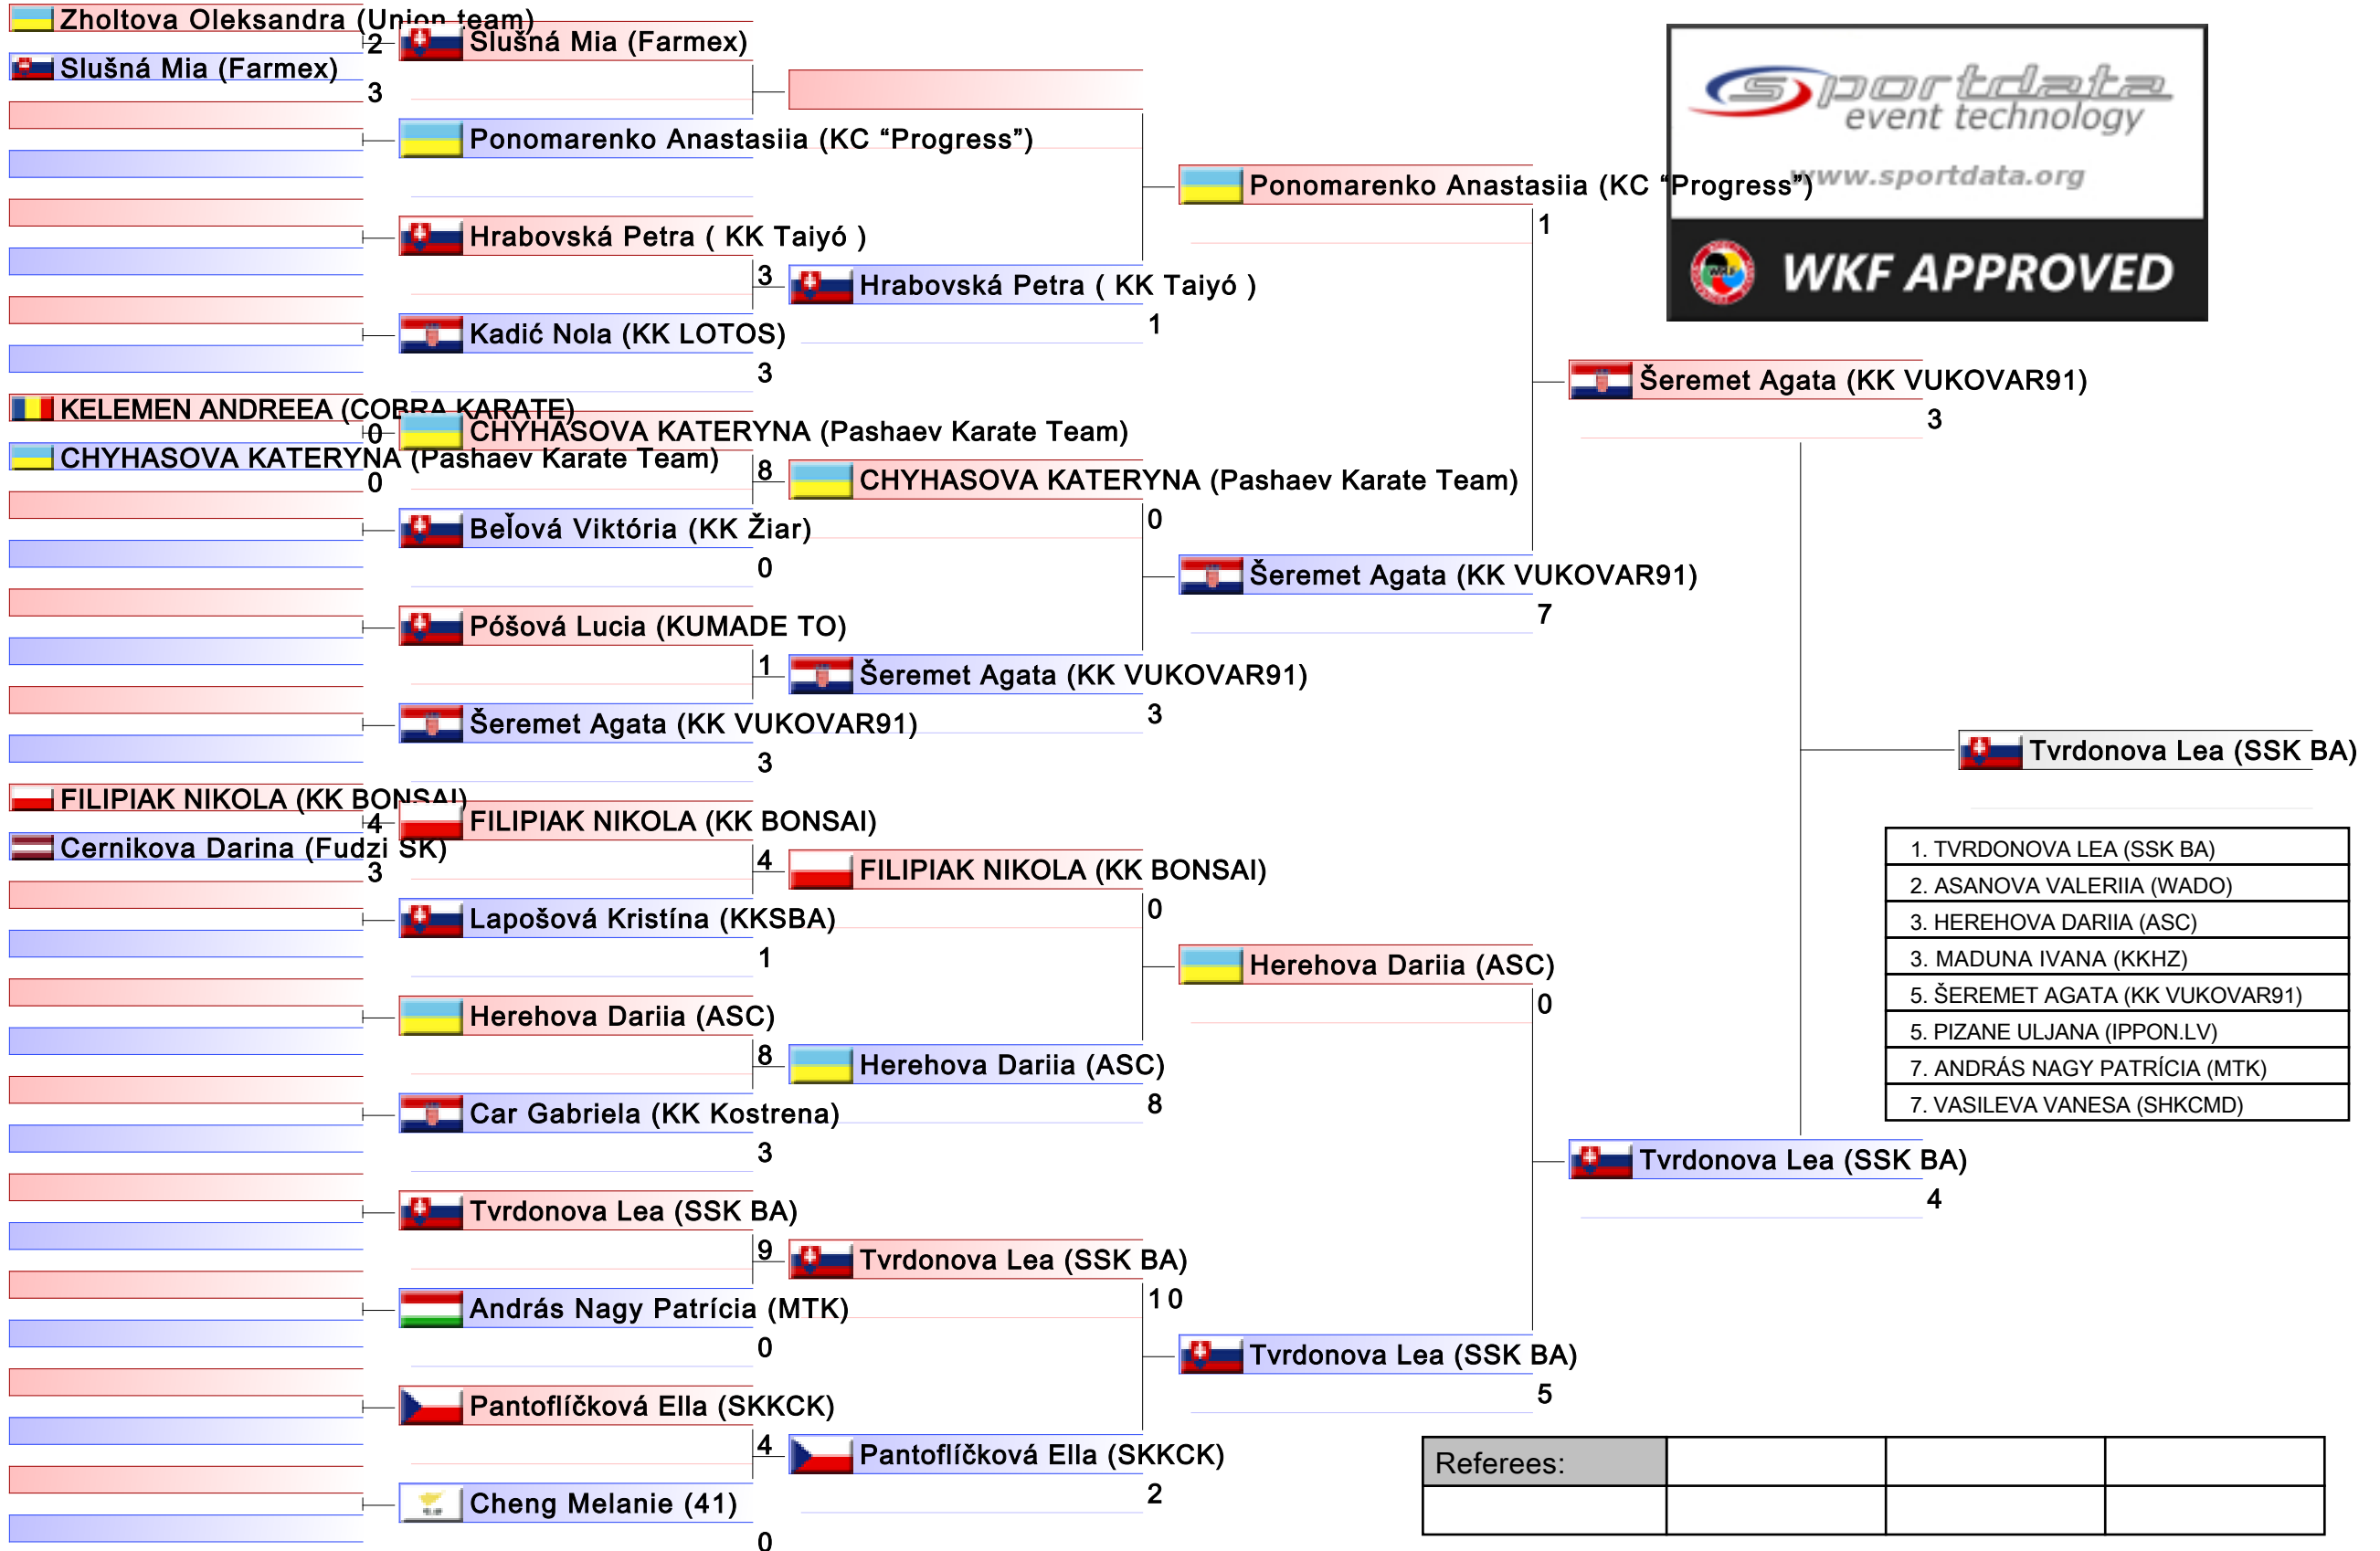 Zholtova Oleksandra (Union team)
2
Slušná Mia (Farmex)
3
KELEMEN ANDREEA (COBRA KARATE)
0
CHYHASOVA KATERYNA (Pashaev Karate Team)
0
FILIPIAK NIKOLA (KK BONSAI)
4
Cernikova Darina (Fudzi SK)
3
Slušná Mia (Farmex)
Ponomarenko Anastasiia (KC “Progress”)
Hrabovská Petra ( KK Taiyó )
3
Kadić Nola (KK LOTOS)
3
CHYHASOVA KATERYNA (Pashaev Karate Team)
8
Beľová Viktória (KK Žiar)
0
Póšová Lucia (KUMADE TO)
1
Šeremet Agata (KK VUKOVAR91)
3
FILIPIAK NIKOLA (KK BONSAI)
4
Lapošová Kristína (KKSBA)
1
Herehova Dariia (ASC)
8
Car Gabriela (KK Kostrena)
3
Tvrdonova Lea (SSK BA)
9
András Nagy Patrícia (MTK)
0
Pantoflíčková Ella (SKKCK)
4
Cheng Melanie (41)
0
Hrabovská Petra ( KK Taiyó )
1
CHYHASOVA KATERYNA (Pashaev Karate Team)
0
Šeremet Agata (KK VUKOVAR91)
3
FILIPIAK NIKOLA (KK BONSAI)
0
Herehova Dariia (ASC)
8
Tvrdonova Lea (SSK BA)
10
Pantoflíčková Ella (SKKCK)
2
Ponomarenko Anastasiia (KC “Progress”)
1
Šeremet Agata (KK VUKOVAR91)
7
Herehova Dariia (ASC)
0
Tvrdonova Lea (SSK BA)
5
Šeremet Agata (KK VUKOVAR91)
3
Tvrdonova Lea (SSK BA)
4
Tvrdonova Lea (SSK BA)
sportdata
event technology
www.sportdata.org
WKF
WKF APPROVED
1. TVRDONOVA LEA (SSK BA)
2. ASANOVA VALERIIA (WADO)
3. HEREHOVA DARIIA (ASC)
3. MADUNA IVANA (KKHZ)
5. ŠEREMET AGATA (KK VUKOVAR91)
5. PIZANE ULJANA (IPPON.LV)
7. ANDRÁS NAGY PATRÍCIA (MTK)
7. VASILEVA VANESA (SHKCMD)
Referees: